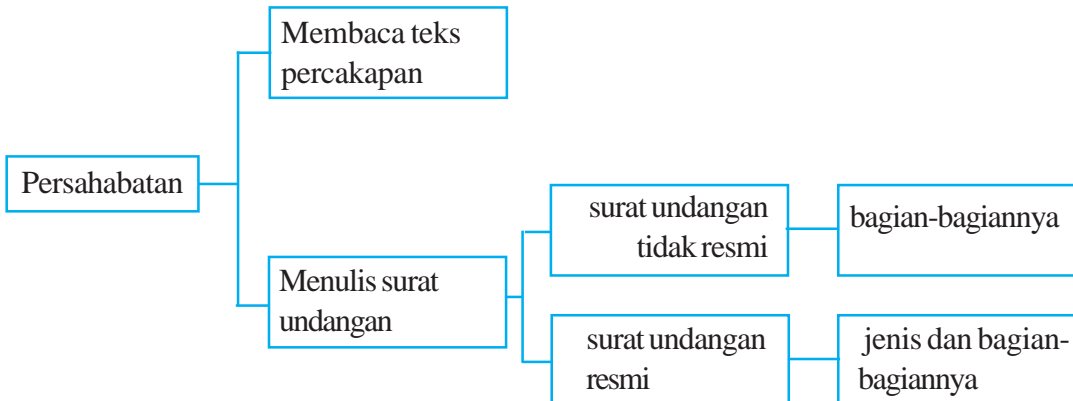 Membaca teks
percakapan
Persahabatan
Menulis surat
undangan
surat undangan
tidak resmi
bagian-bagiannya
surat undangan
resmi
jenis dan bagian-
bagiannya